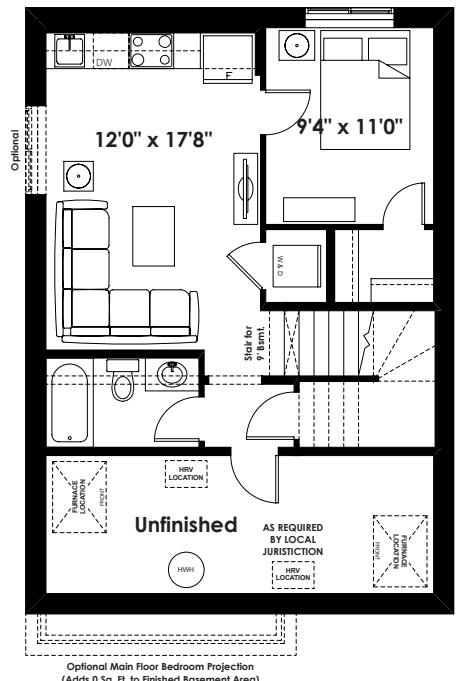 DW
F
Optional
12'0" x 17'8"
9'4" x 11'0"
W & D
Stair for
9' Bsmt.
FURNACE
LOCATION
FRONT
HRV
LOCATION
Unfinished
AS REQUIRED
BY LOCAL
JURISTICTION
HWH
HRV
LOCATION
FRONT
FURNACE
LOCATION
Optional Main Floor Bedroom Projection
(Adds 0 Sq. Ft. to Finished Basement Area)